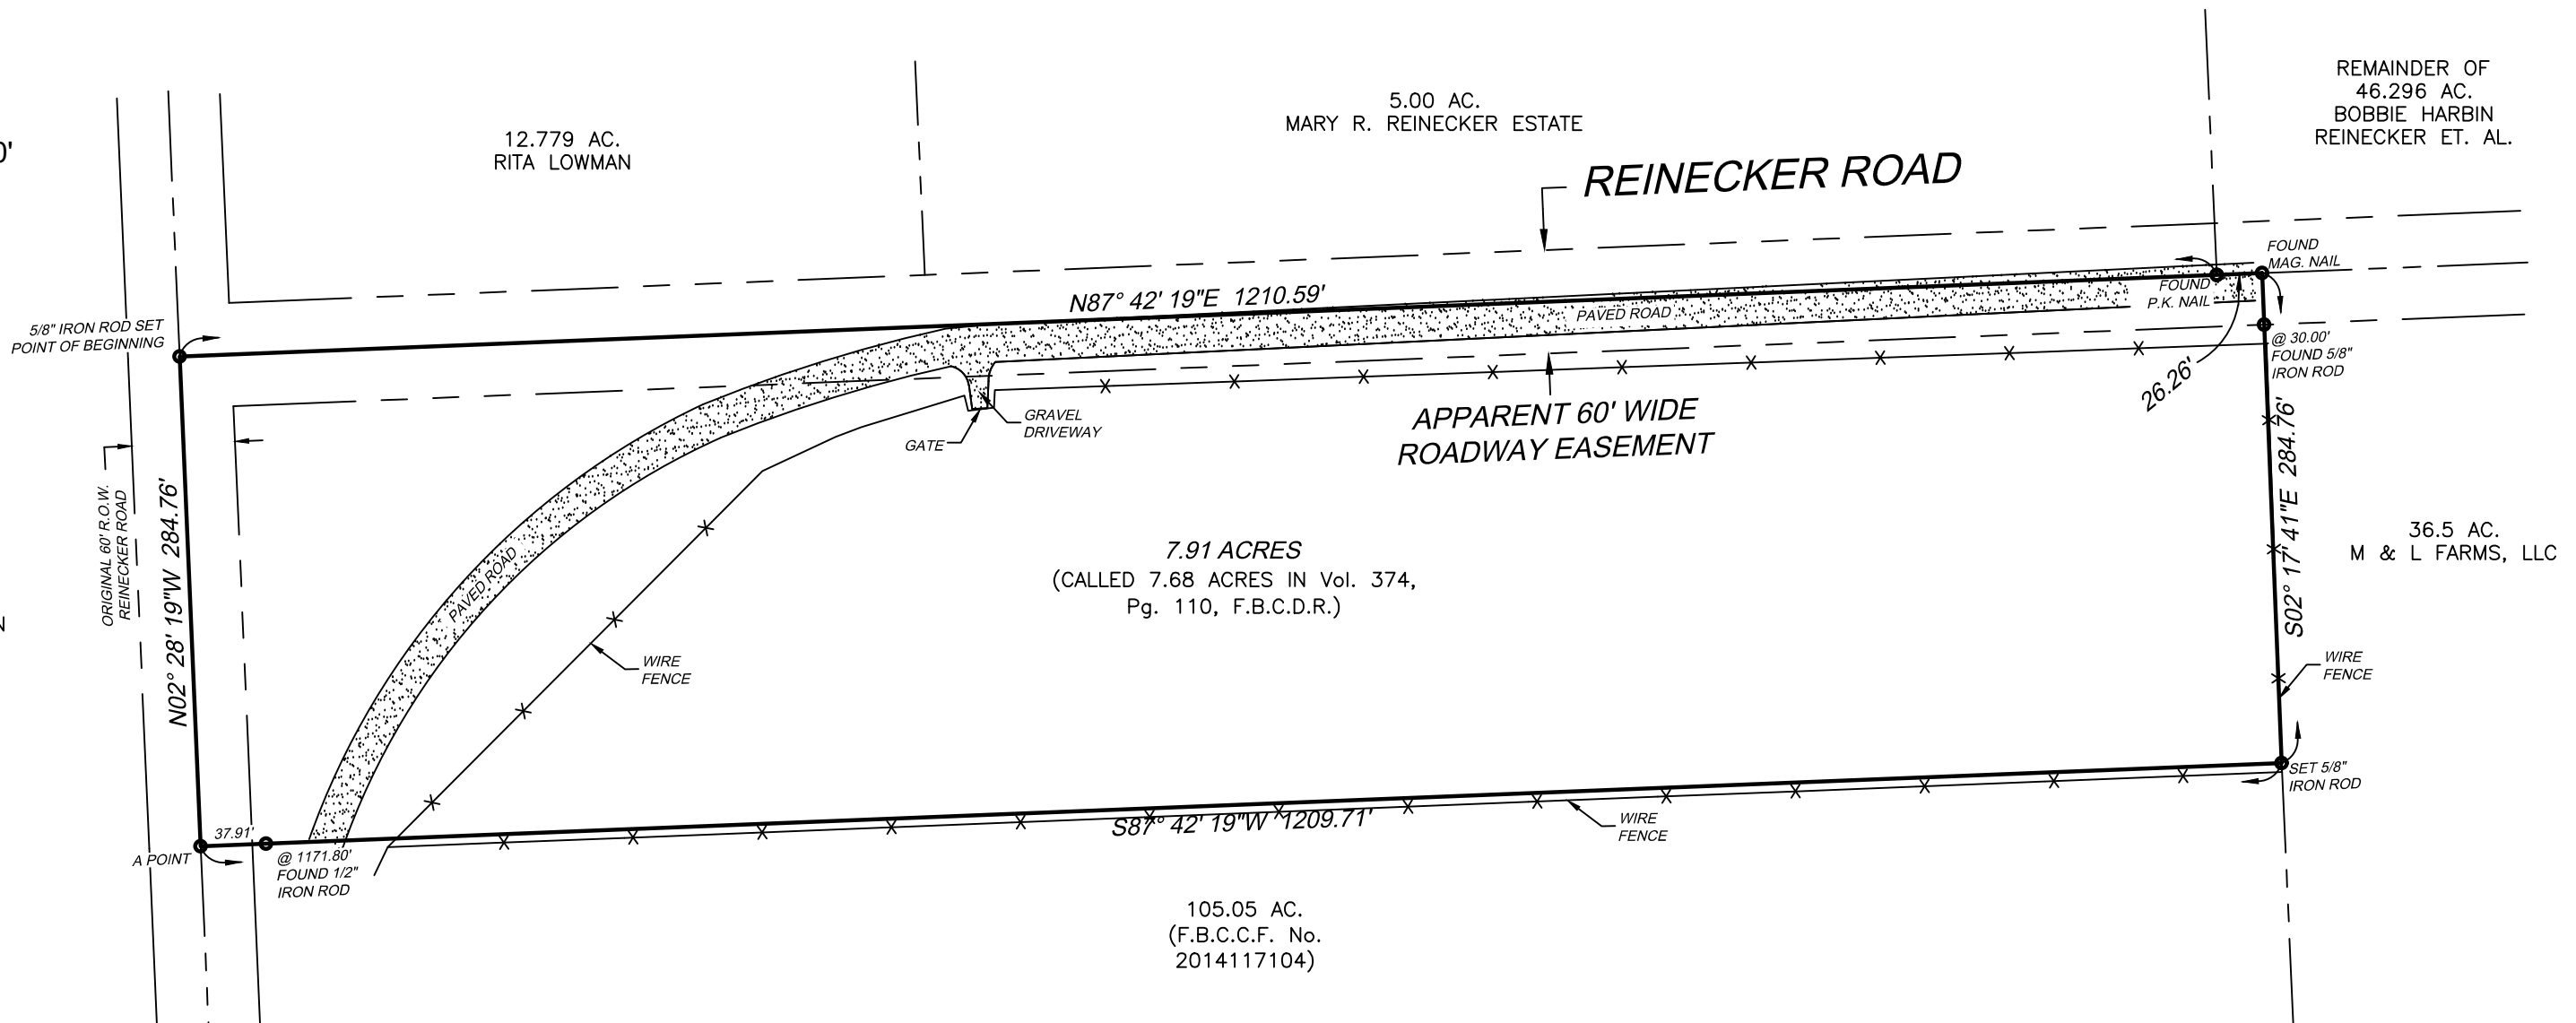 0'
12.779 AC.
RITA LOWMAN
5.00 AC.
MARY R. REINECKER ESTATE
REMAINDER OF
46.296 AC.
BOBBIE HARBIN
REINECKER ET. AL.
REINECKER ROAD
5/8" IRON ROD SET
POINT OF BEGINNING
N87° 42' 19"E 1210.59'
PAVED ROAD
FOUND
P.K. NAIL
FOUND
MAG. NAIL
@ 30.00'
FOUND 5/8"
IRON ROD
26.26'
GRAVEL
DRIVEWAY
GATE
APPARENT 60' WIDE
ROADWAY EASEMENT
ORIGINAL 60' R.O.W.
REINECKER ROAD
N02° 28' 19"W 284.76'
PAVED ROAD
7.91 ACRES
(CALLED 7.68 ACRES IN Vol. 374,
Pg. 110, F.B.C.D.R.)
S02° 17' 41"E 284.76'
36.5 AC.
M & L FARMS, LLC
N
WIRE
FENCE
WIRE
FENCE
SET 5/8"
IRON ROD
37.91'
A POINT
@ 1171.80'
FOUND 1/2"
IRON ROD
S87° 42' 19"W 1209.71'
WIRE
FENCE
105.05 AC.
(F.B.C.C.F. No.
2014117104)